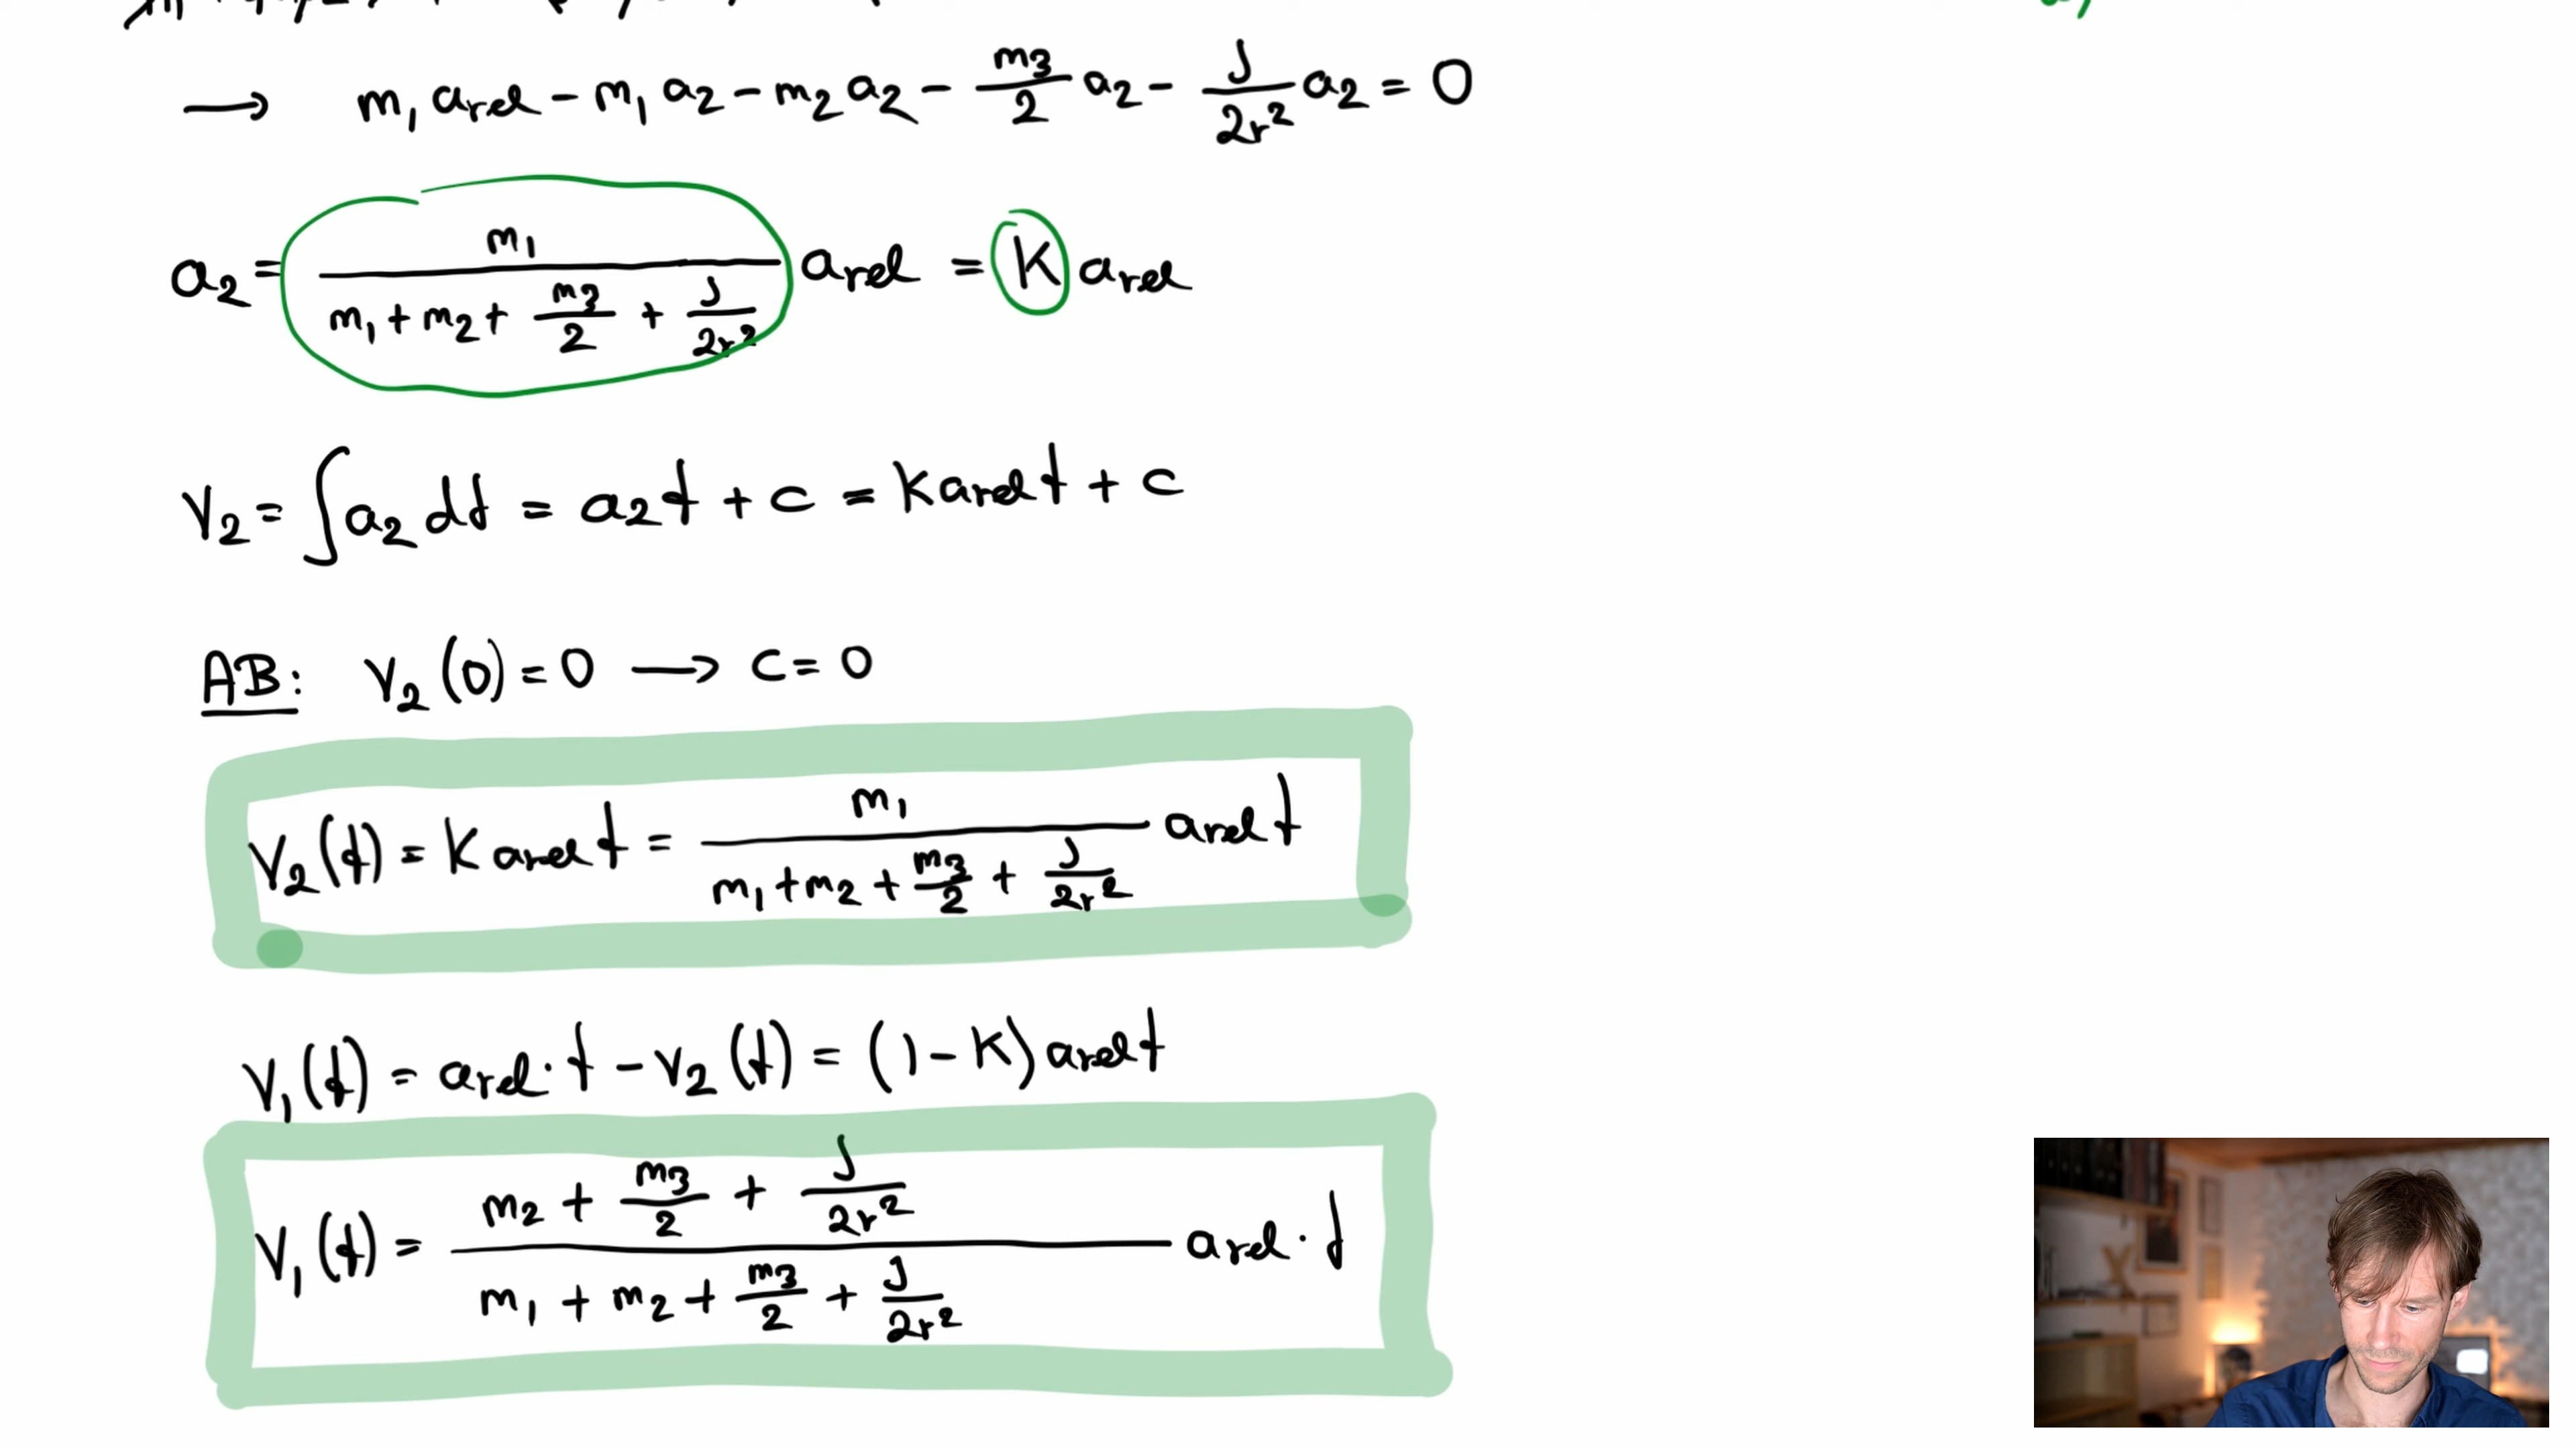 → m₁ a_rel − m₁ a₂ − m₂ a₂ − m₃/2 a₂ − J/2r² a₂ = 0
a₂ = m₁/(m₁ + m₂ + m₃/2 + J/2r²) a_rel = K a_rel
v₂ = ∫a₂ dt = a₂t + c = K a_rel t + c
AB: v₂(0) = 0 → c = 0
v₂(t) = K a_rel t = m₁/(m₁ + m₂ + m₃/2 + J/2r²) a_rel t
v₁(t) = a_rel · t − v₂(t) = (1 − K) a_rel t
v₁(t) = (m₂ + m₃/2 + J/2r²)/(m₁ + m₂ + m₃/2 + J/2r²) a_rel · t